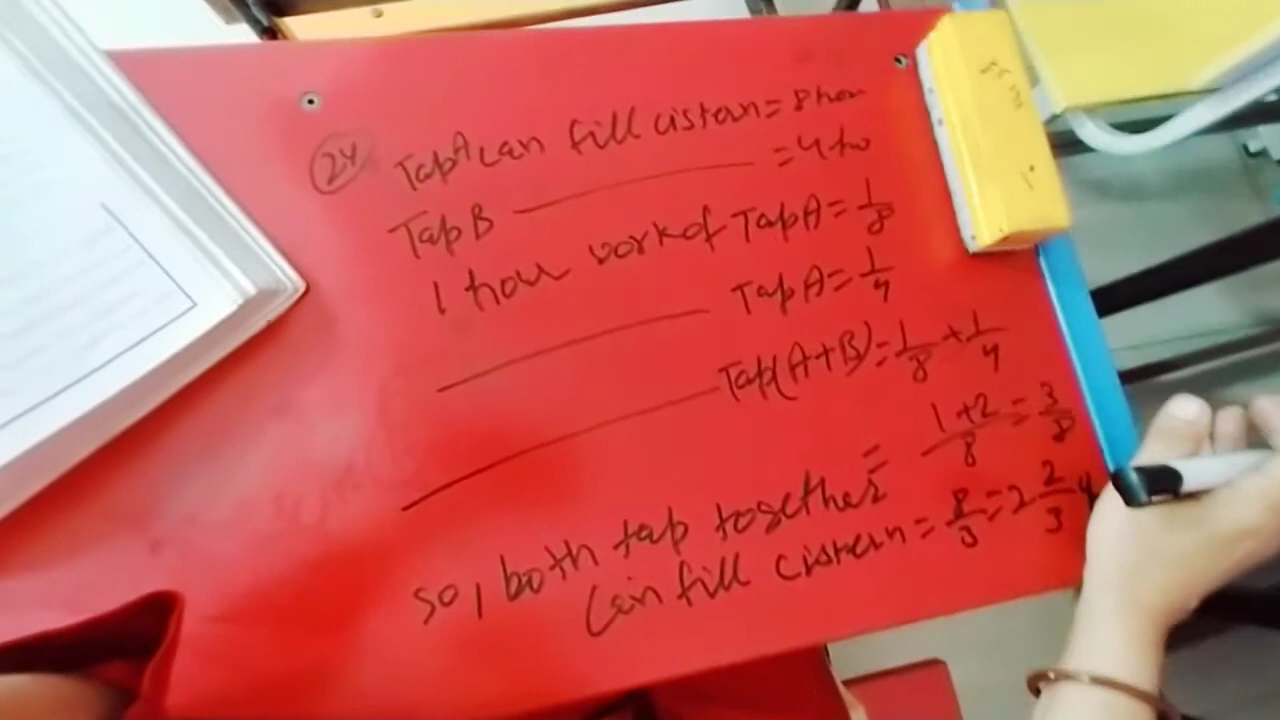 24 Tap A can fill cistern = 8 hou
Tap B ———— = 4 ho
1 hour work of Tap A = 1/8
———— Tap A = 1/4
———— Tap(A+B) = 1/8 + 1/4
= 1+2/8 = 3/8
So, both tap together
can fill cistern = 8/3 = 2 2/3